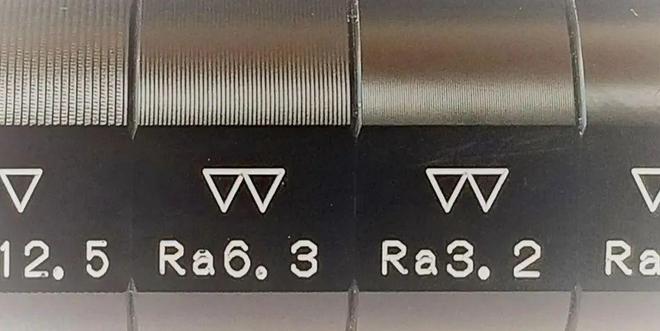 ▽ ▽▽ ▽▽ ▽
12.5 Ra6.3 Ra3.2 Ra